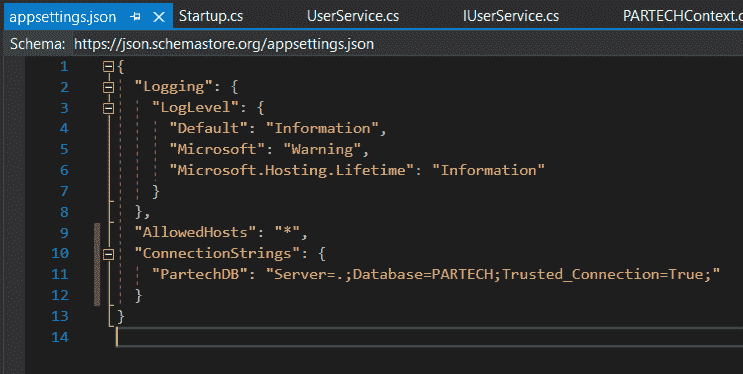 appsettings.json Startup.cs UserService.cs IUserService.cs PARTECHContext.c
Schema: https://json.schemastore.org/appsettings.json
1 {
2 "Logging": {
3 "LogLevel": {
4 "Default": "Information",
5 "Microsoft": "Warning",
6 "Microsoft.Hosting.Lifetime": "Information"
7 }
8 },
9 "AllowedHosts": "*",
10 "ConnectionStrings": {
11 "PartechDB": "Server=.;Database=PARTECH;Trusted_Connection=True;"
12 }
13 }
14